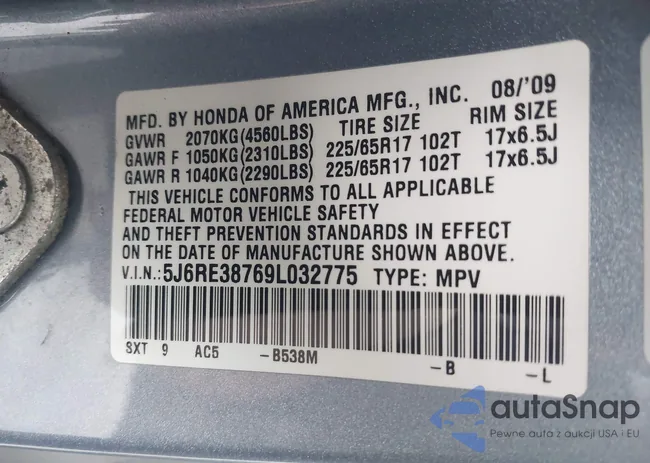 MFD. BY HONDA OF AMERICA MFG., INC. 08/'09
GVWR 2070KG(4560LBS) TIRE SIZE RIM SIZE
GAWR F 1050KG(2310LBS) 225/65R17 102T 17x6.5J
GAWR R 1040KG(2290LBS) 225/65R17 102T 17x6.5J
THIS VEHICLE CONFORMS TO ALL APPLICABLE
FEDERAL MOTOR VEHICLE SAFETY
AND THEFT PREVENTION STANDARDS IN EFFECT
ON THE DATE OF MANUFACTURE SHOWN ABOVE.
V.I.N.: 5J6RE38769L032775 TYPE: MPV
SXT 9 AC5 -B538M -B -L
autaSnap
Pewne auta z aukcji USA i EU